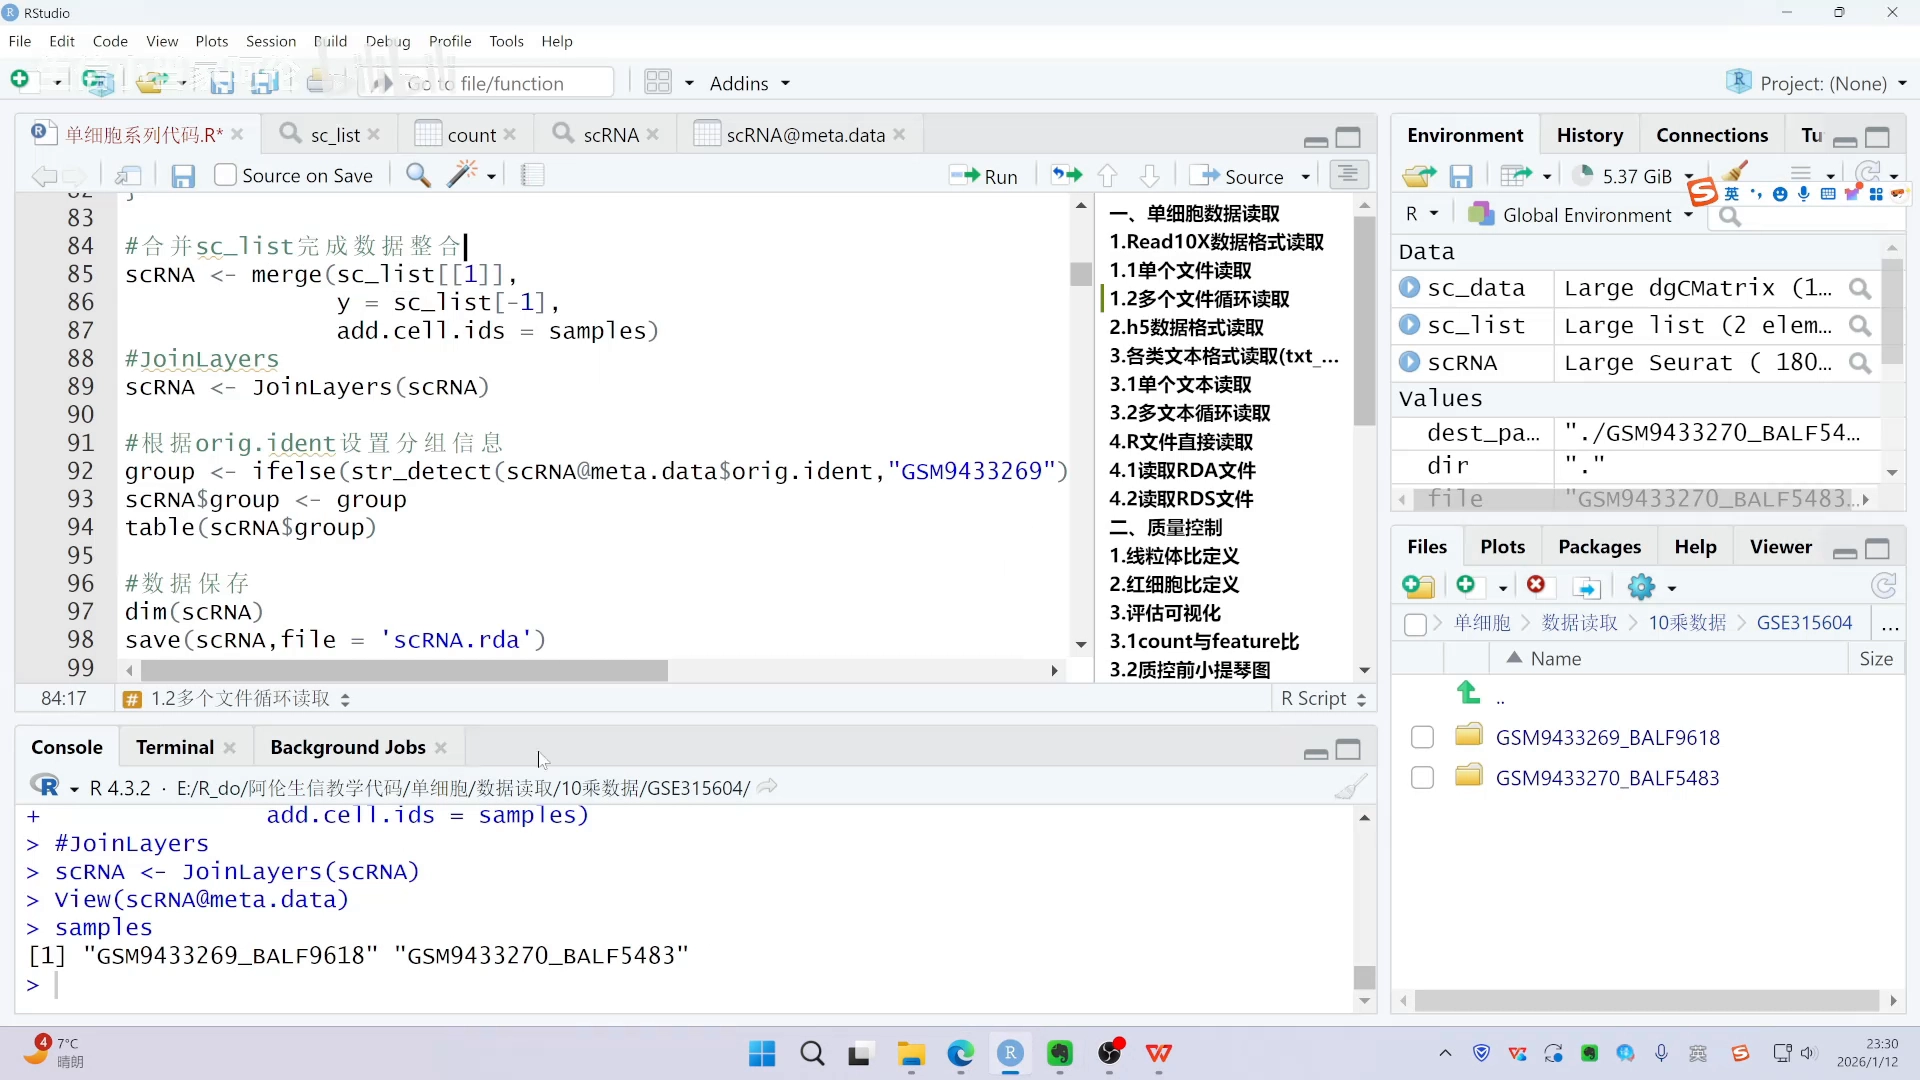 RStudio
File Edit Code View Plots Session Build Debug Profile Tools Help
Go to file/function Addins Project: (None)
单细胞系列代码.R* sc_list count scRNA scRNA@meta.data
Source on Save Run Source
83
84 #合并sc_list完成数据整合
85 scRNA <- merge(sc_list[[1]],
86 y = sc_list[-1],
87 add.cell.ids = samples)
88 #JoinLayers
89 scRNA <- JoinLayers(scRNA)
90
91 #根据orig.ident设置分组信息
92 group <- ifelse(str_detect(scRNA@meta.data$orig.ident,"GSM9433269")
93 scRNA$group <- group
94 table(scRNA$group)
95
96 #数据保存
97 dim(scRNA)
98 save(scRNA,file = 'scRNA.rda')
99
84:17 # 1.2多个文件循环读取 R Script
一、单细胞数据读取
1.Read10X数据格式读取
1.1单个文件读取
1.2多个文件循环读取
2.h5数据格式读取
3.各类文本格式读取(txt_...
3.1单个文本读取
3.2多文本循环读取
4.R文件直接读取
4.1读取RDA文件
4.2读取RDS文件
二、质量控制
1.线粒体比定义
2.红细胞比定义
3.评估可视化
3.1count与feature比
3.2质控前小提琴图
Console Terminal Background Jobs
R 4.3.2 · E:/R_do/阿伦生信教学代码/单细胞/数据读取/10乘数据/GSE315604/
+ add.cell.ids = samples)
> #JoinLayers
> scRNA <- JoinLayers(scRNA)
> View(scRNA@meta.data)
> samples
[1] "GSM9433269_BALF9618" "GSM9433270_BALF5483"
>
Environment History Connections Tu
5.37 GiB
英
R Global Environment
Data
sc_data Large dgCMatrix (1...
sc_list Large list (2 elem...
scRNA Large Seurat ( 180...
Values
dest_pa... "./GSM9433270_BALF54...
dir "."
file "GSM9433270_BALF5483...
Files Plots Packages Help Viewer
单细胞 数据读取 10乘数据 GSE315604 ...
Name Size
..
GSM9433269_BALF9618
GSM9433270_BALF5483
4 7°C
晴朗
英
23:30
2026/1/12